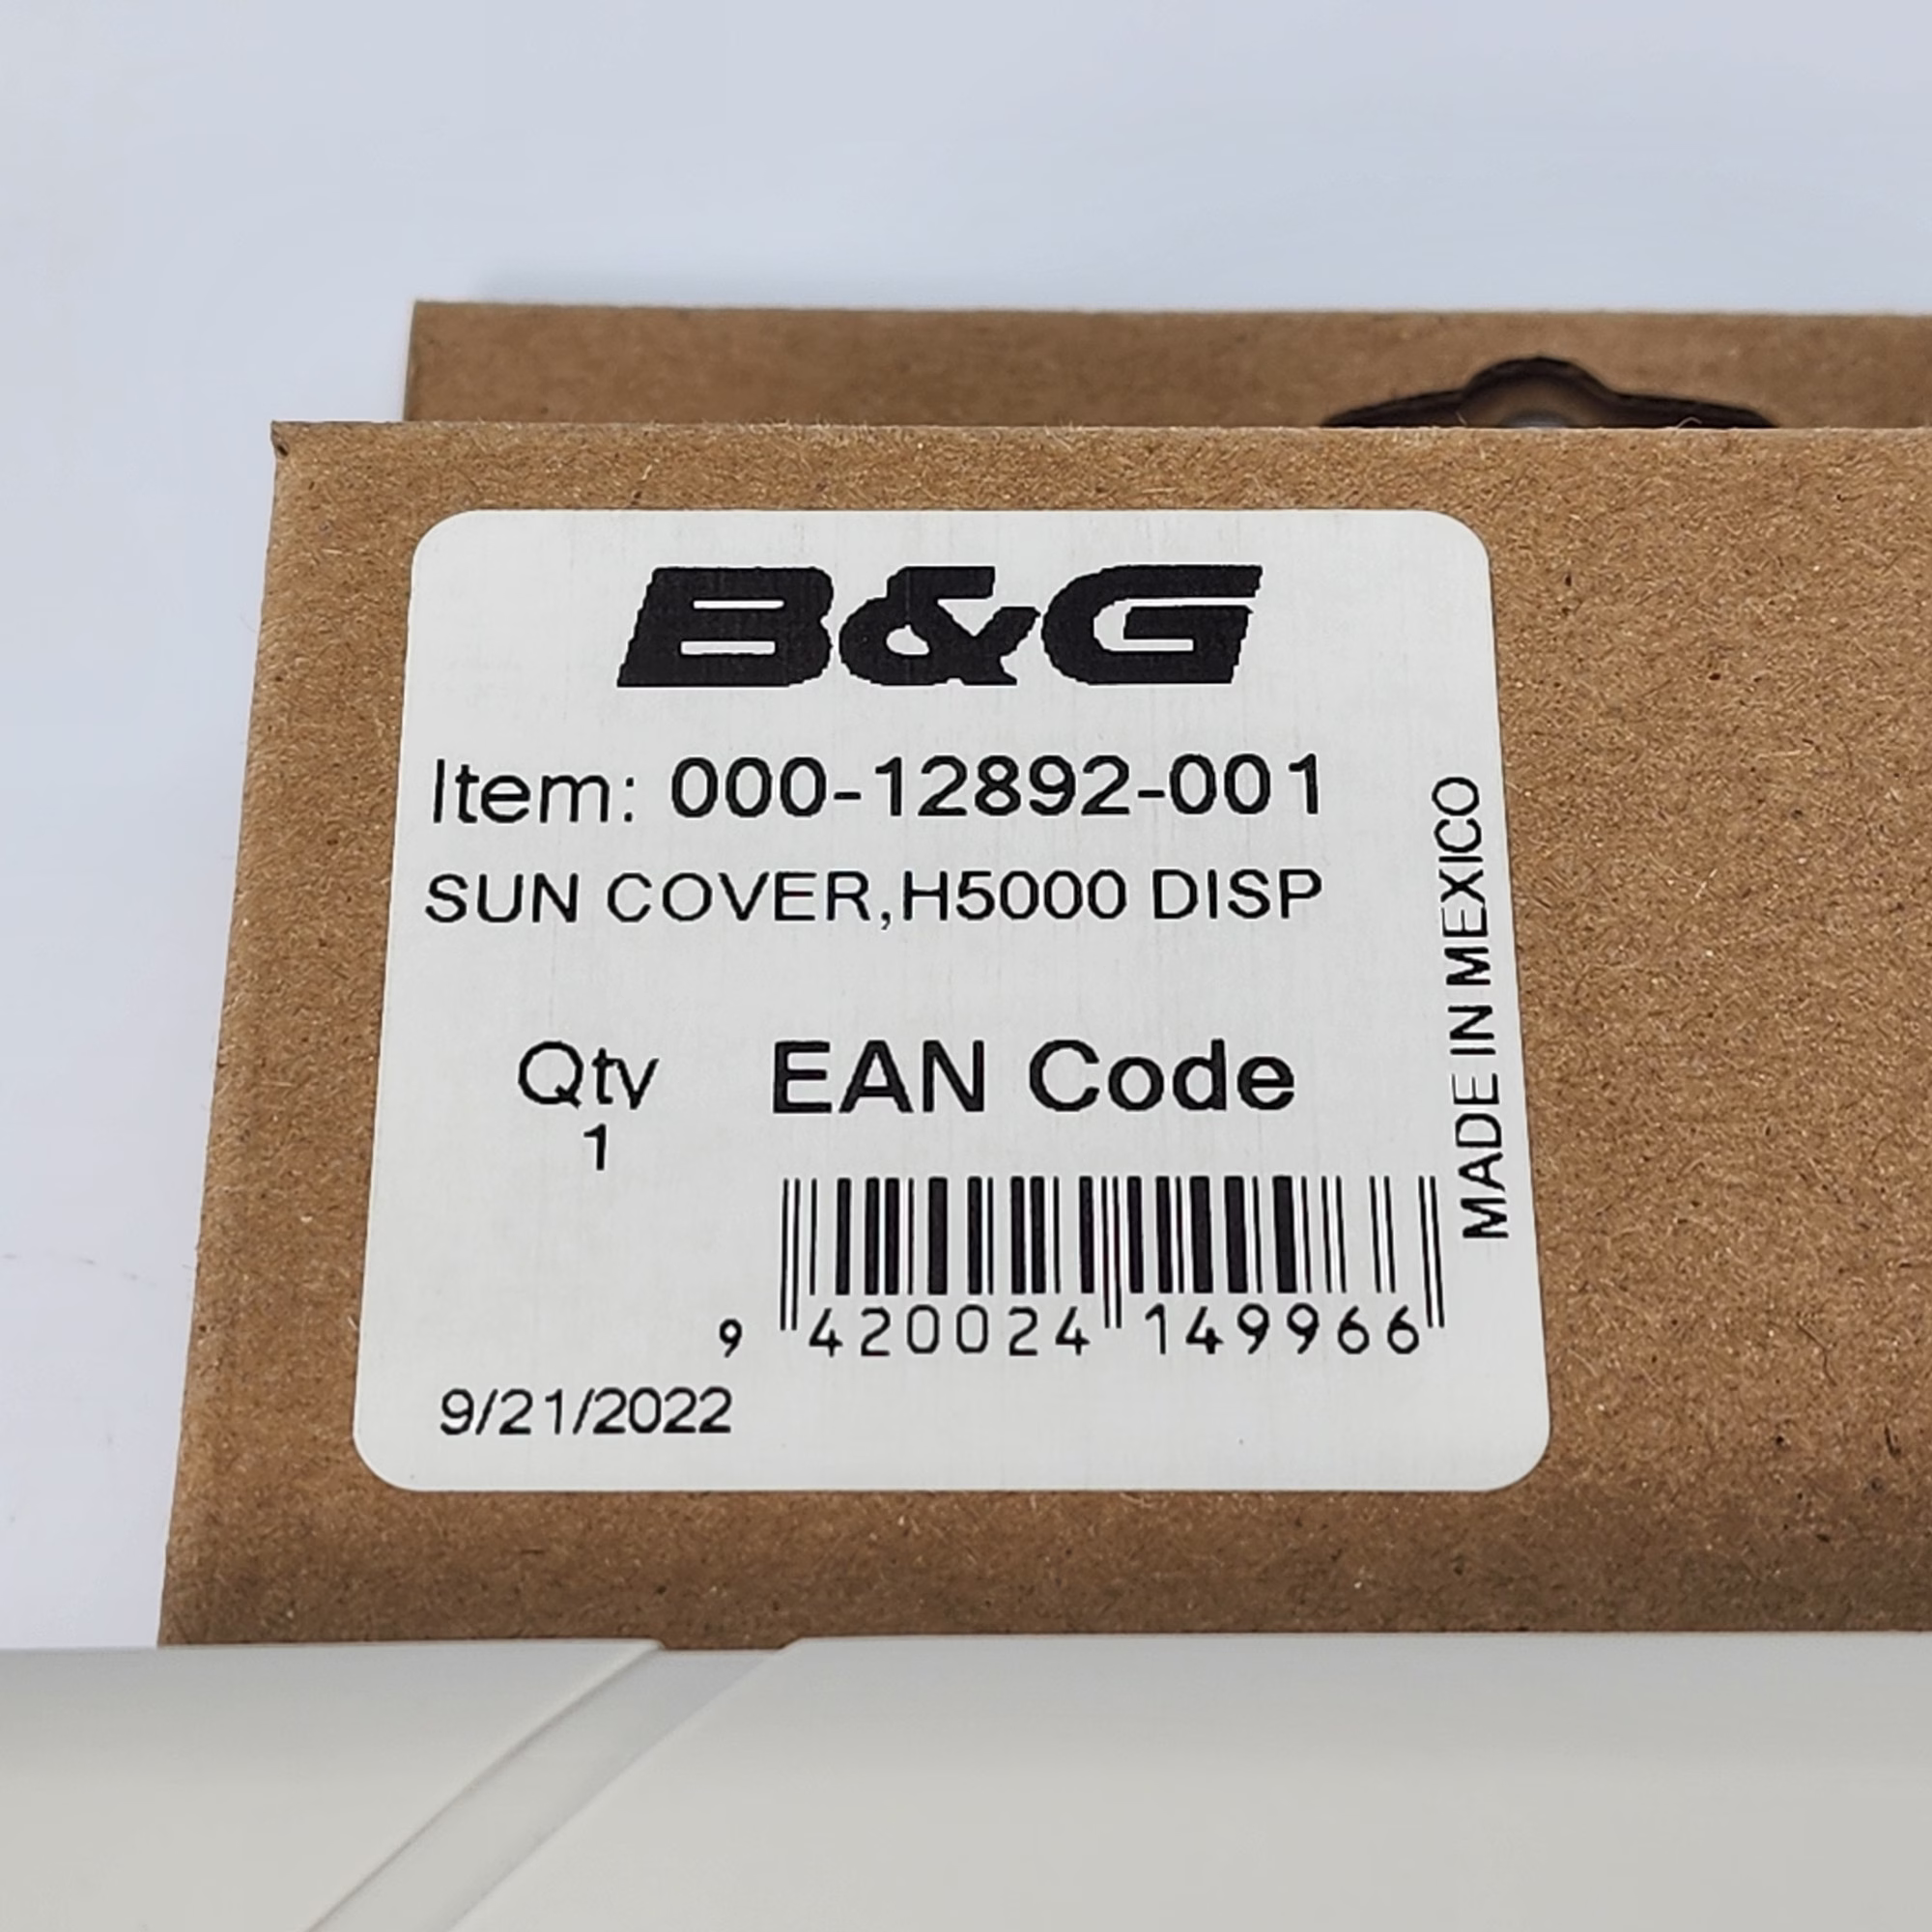 B&G
Item: 000-12892-001
SUN COVER,H5000 DISP
MADE IN MEXICO
Qty EAN Code
1
9 420024 149966
9/21/2022